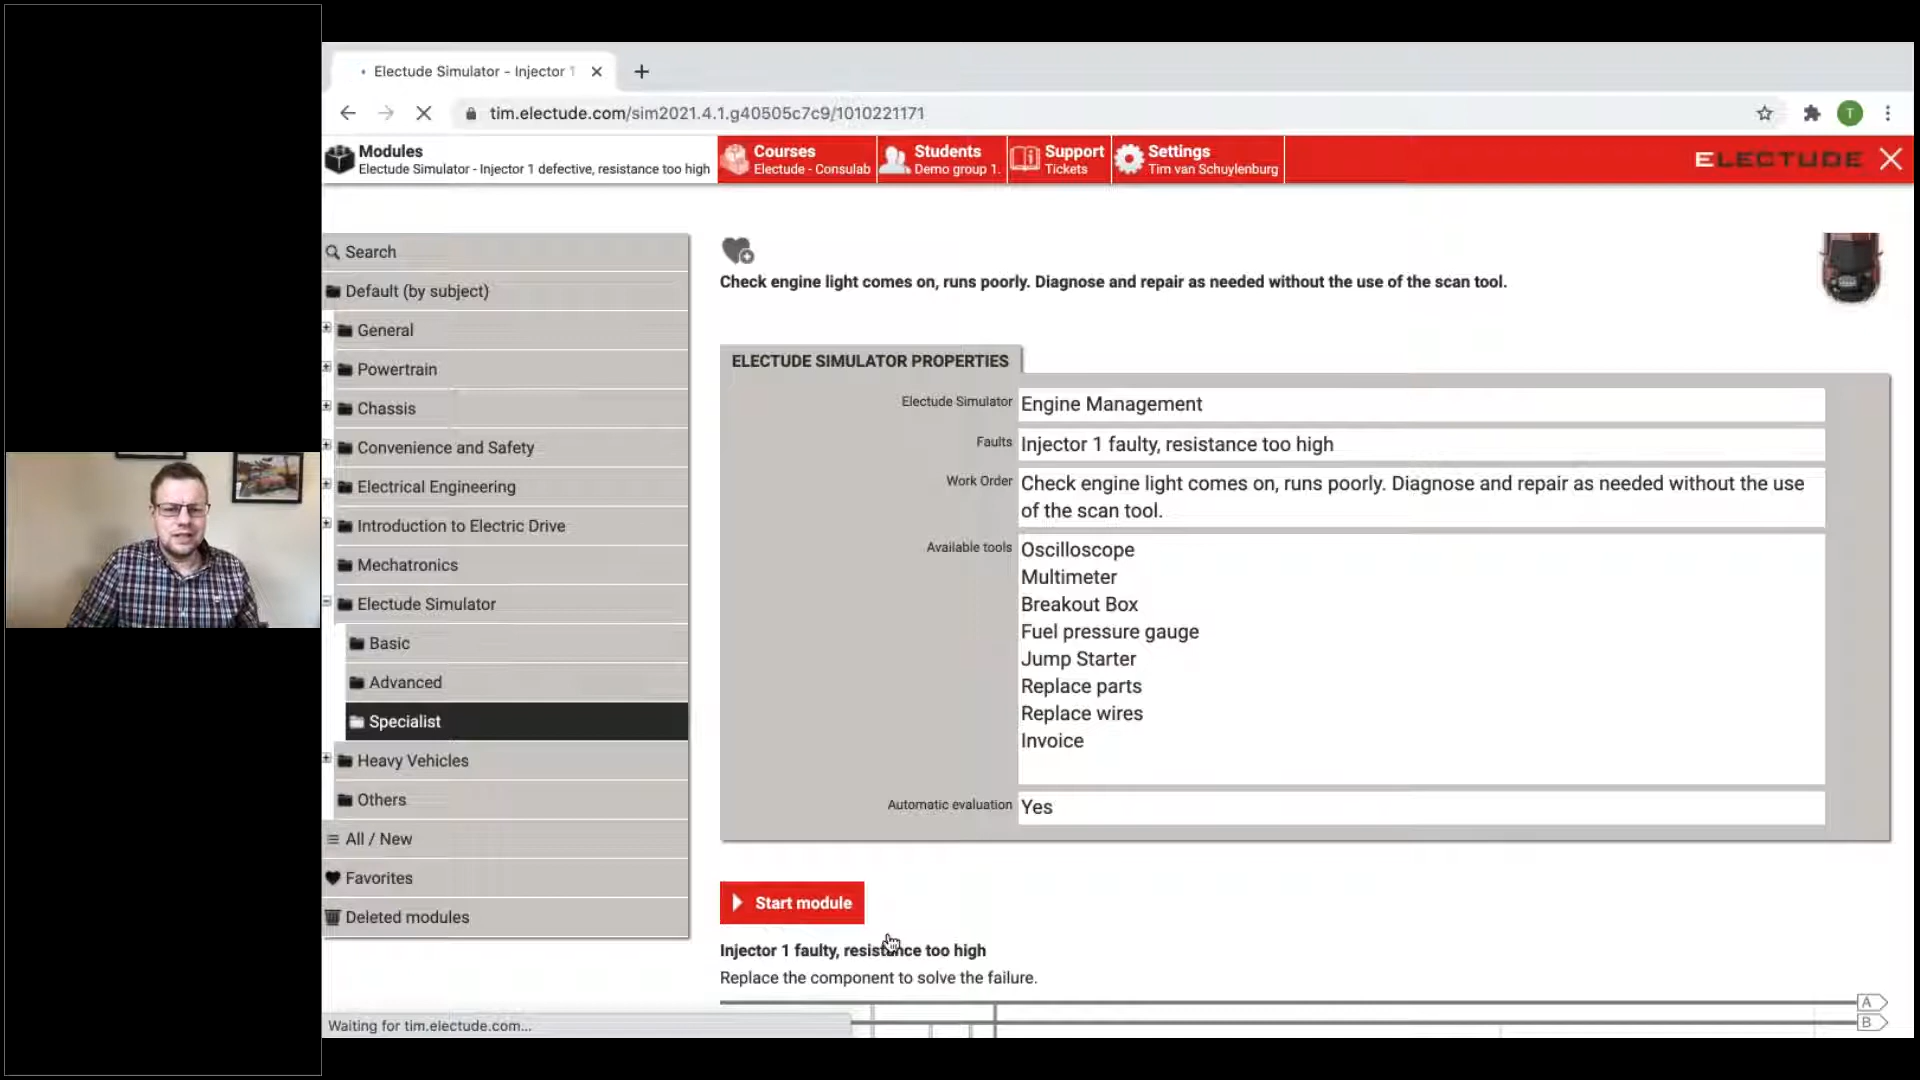 Electude Simulator - Injector 1
tim.electude.com/sim2021.4.1.g40505c7c9/1010221171
T
Modules
Electude Simulator - Injector 1 defective, resistance too high
Courses
Electude - Consulab
Students
Demo group 1.
Support
Tickets
Settings
Tim van Schuylenburg
ELECTUDE
Search
Default (by subject)
General
Powertrain
Chassis
Convenience and Safety
Electrical Engineering
Introduction to Electric Drive
Mechatronics
Electude Simulator
Basic
Advanced
Specialist
Heavy Vehicles
Others
All / New
Favorites
Deleted modules
Check engine light comes on, runs poorly. Diagnose and repair as needed without the use of the scan tool.
ELECTUDE SIMULATOR PROPERTIES
Electude Simulator Engine Management
Faults Injector 1 faulty, resistance too high
Work Order Check engine light comes on, runs poorly. Diagnose and repair as needed without the use
of the scan tool.
Available tools Oscilloscope
Multimeter
Breakout Box
Fuel pressure gauge
Jump Starter
Replace parts
Replace wires
Invoice
Automatic evaluation Yes
Start module
Injector 1 faulty, resistance too high
Replace the component to solve the failure.
A
B
Waiting for tim.electude.com...